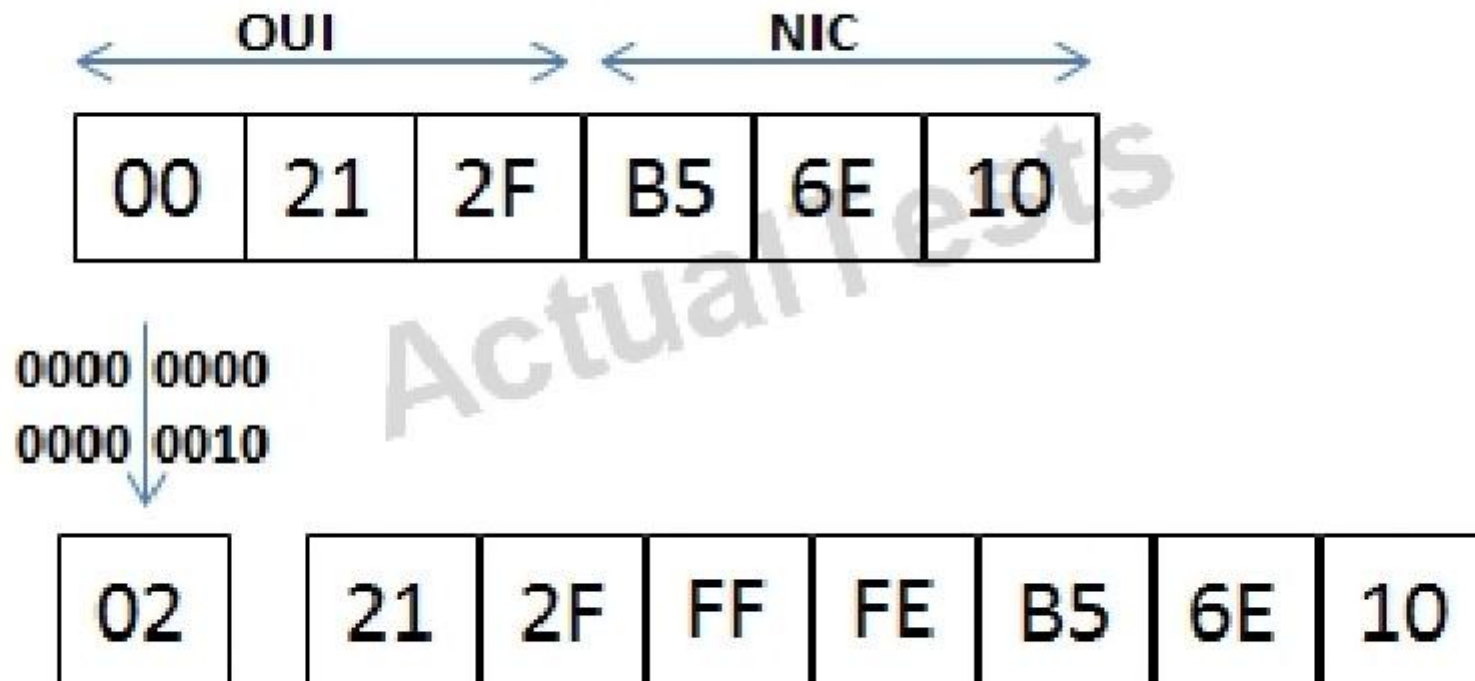 OUI NIC
00 21 2F B5 6E 10
ActualTests
0000 0000
0000 0010
02 21 2F FF FE B5 6E 10